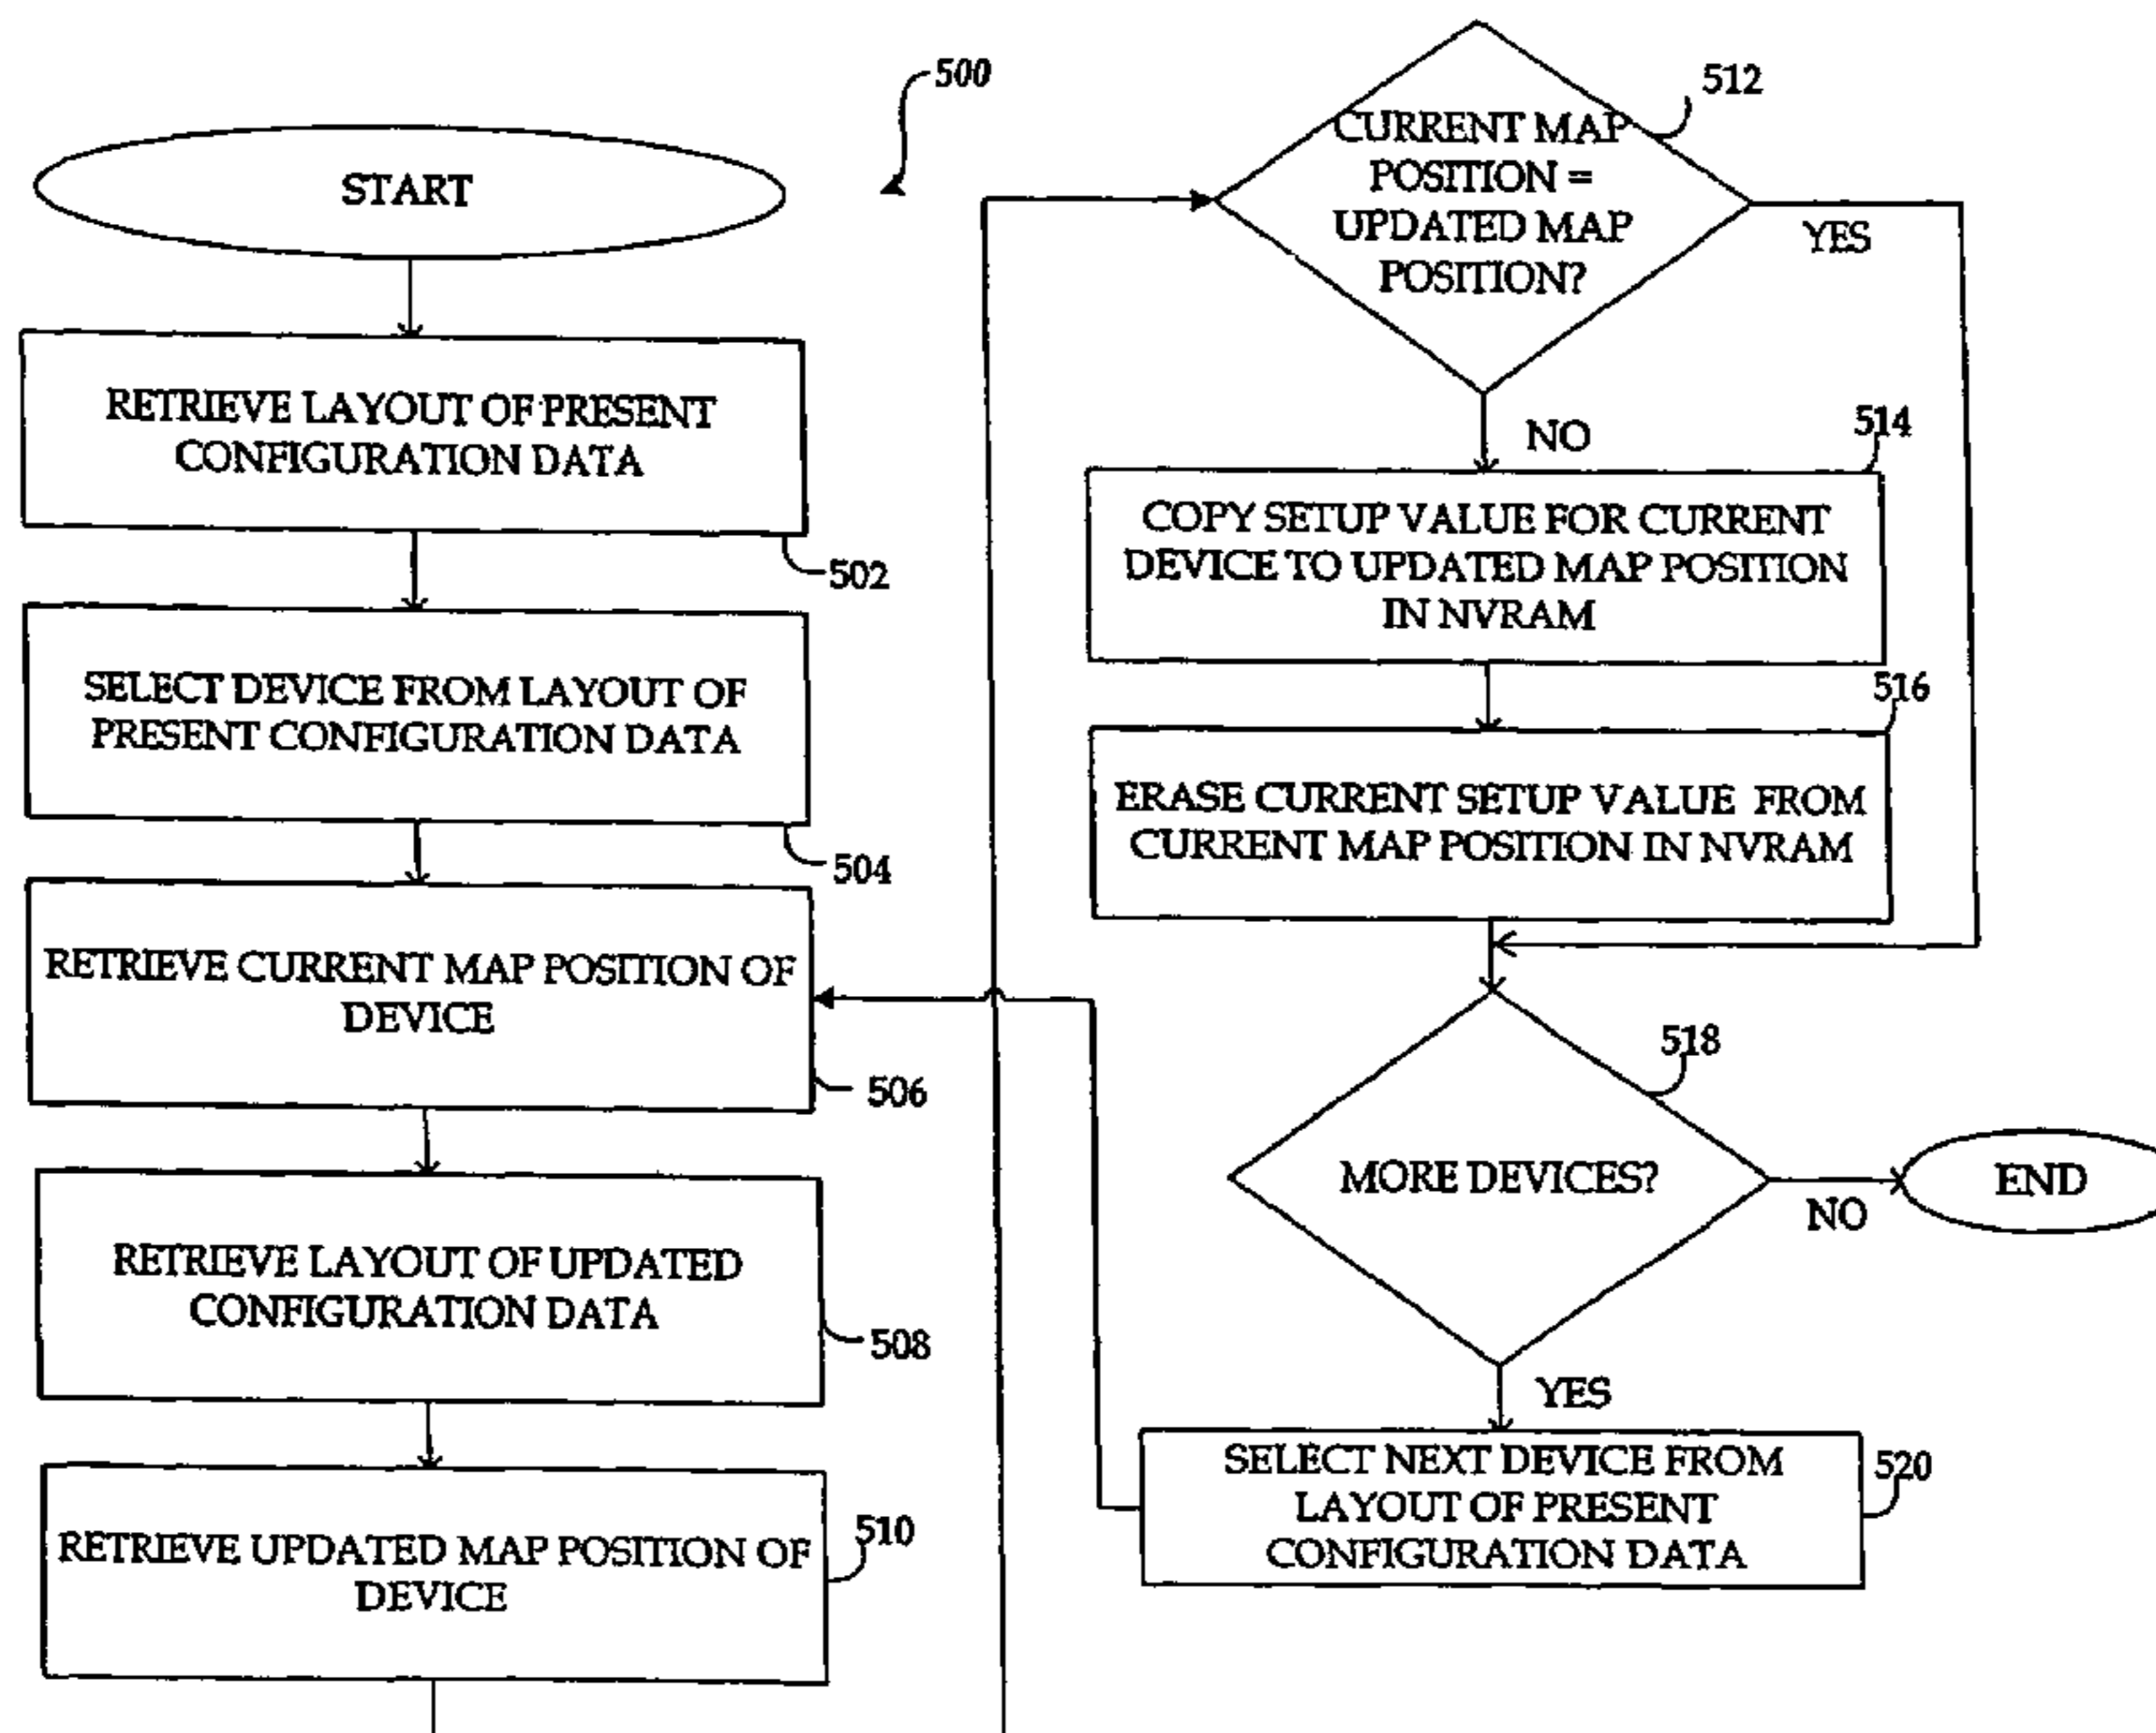 500
START
RETRIEVE LAYOUT OF PRESENT
CONFIGURATION DATA
502
SELECT DEVICE FROM LAYOUT OF
PRESENT CONFIGURATION DATA
504
RETRIEVE CURRENT MAP POSITION OF
DEVICE
506
RETRIEVE LAYOUT OF UPDATED
CONFIGURATION DATA
508
RETRIEVE UPDATED MAP POSITION OF
DEVICE
510
CURRENT MAP
POSITION =
UPDATED MAP
POSITION?
512
YES
NO
514
COPY SETUP VALUE FOR CURRENT
DEVICE TO UPDATED MAP POSITION
IN NVRAM
516
ERASE CURRENT SETUP VALUE FROM
CURRENT MAP POSITION IN NVRAM
518
MORE DEVICES?
NO
END
YES
SELECT NEXT DEVICE FROM
LAYOUT OF PRESENT
CONFIGURATION DATA
520